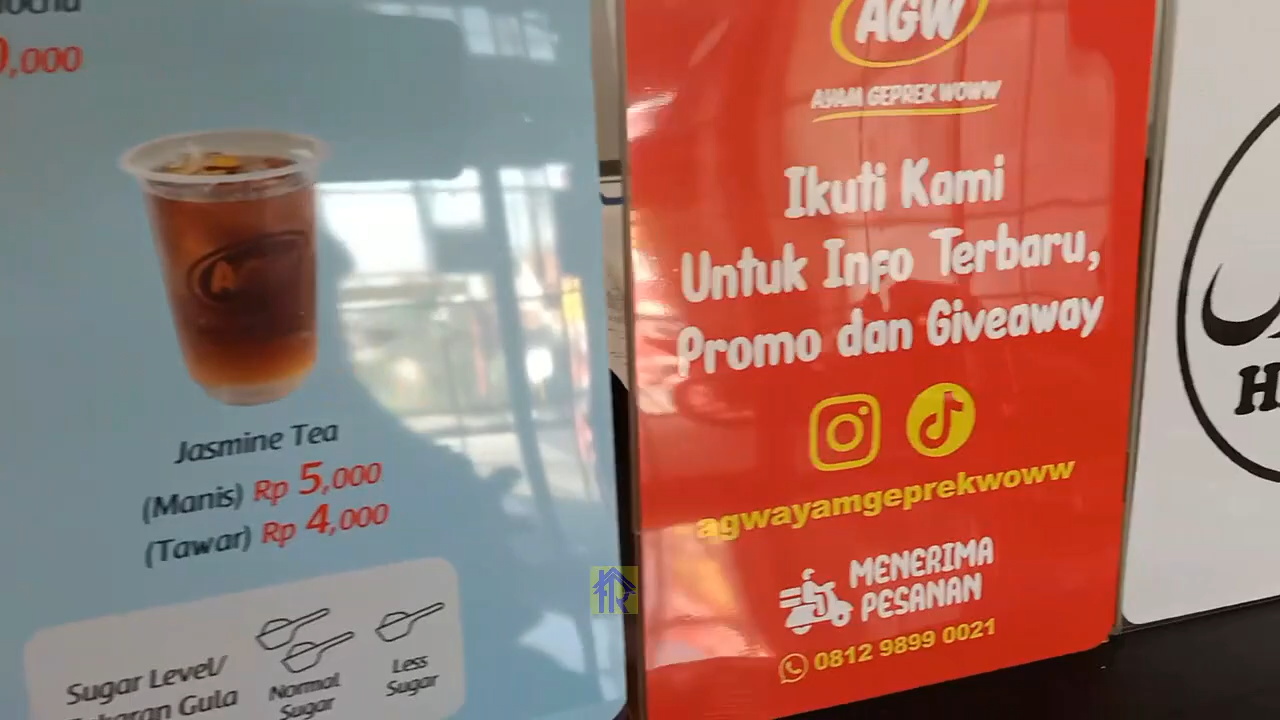 ,000
Jasmine Tea
(Manis) Rp 5,000
(Tawar) Rp 4,000
Sugar Level/
Gula
Normal
Sugar
Less
Sugar
AGW
AYAM GEPREK WOWW
Ikuti Kami
Untuk Info Terbaru,
Promo dan Giveaway
agwayamgeprekwoww
MENERIMA
PESANAN
0812 9899 0021